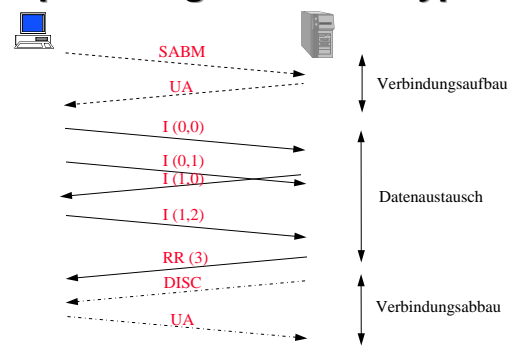 SABM
UA
Verbindungsaufbau
I (0,0)
I (0,1)
I (1,0)
Datenaustausch
I (1,2)
RR (3)
DISC
Verbindungsabbau
UA